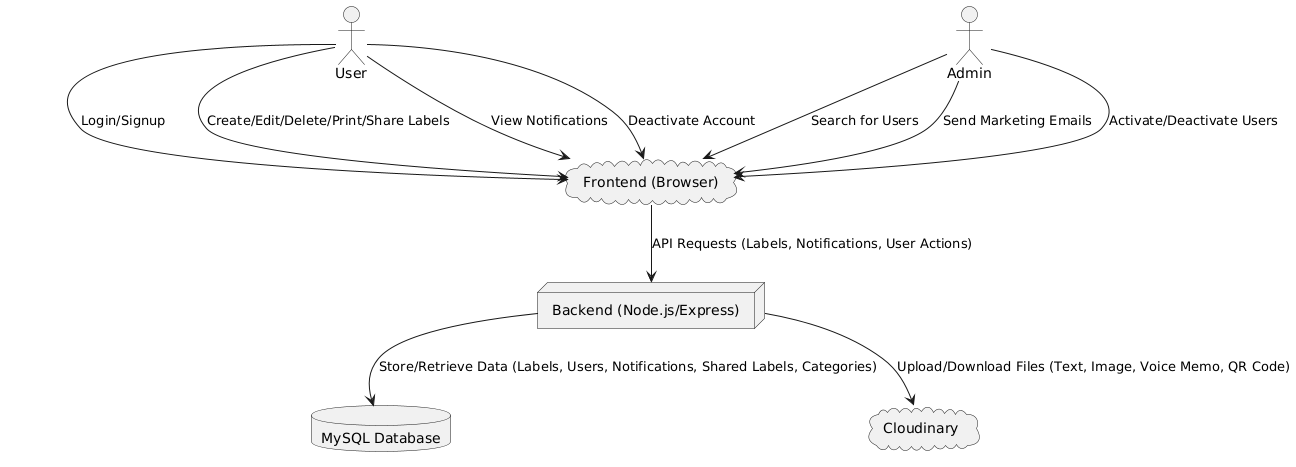 User
Admin
Login/Signup
Create/Edit/Delete/Print/Share Labels
View Notifications
Deactivate Account
Search for Users
Send Marketing Emails
Activate/Deactivate Users
Frontend (Browser)
API Requests (Labels, Notifications, User Actions)
Backend (Node.js/Express)
Store/Retrieve Data (Labels, Users, Notifications, Shared Labels, Categories)
Upload/Download Files (Text, Image, Voice Memo, QR Code)
MySQL Database
Cloudinary